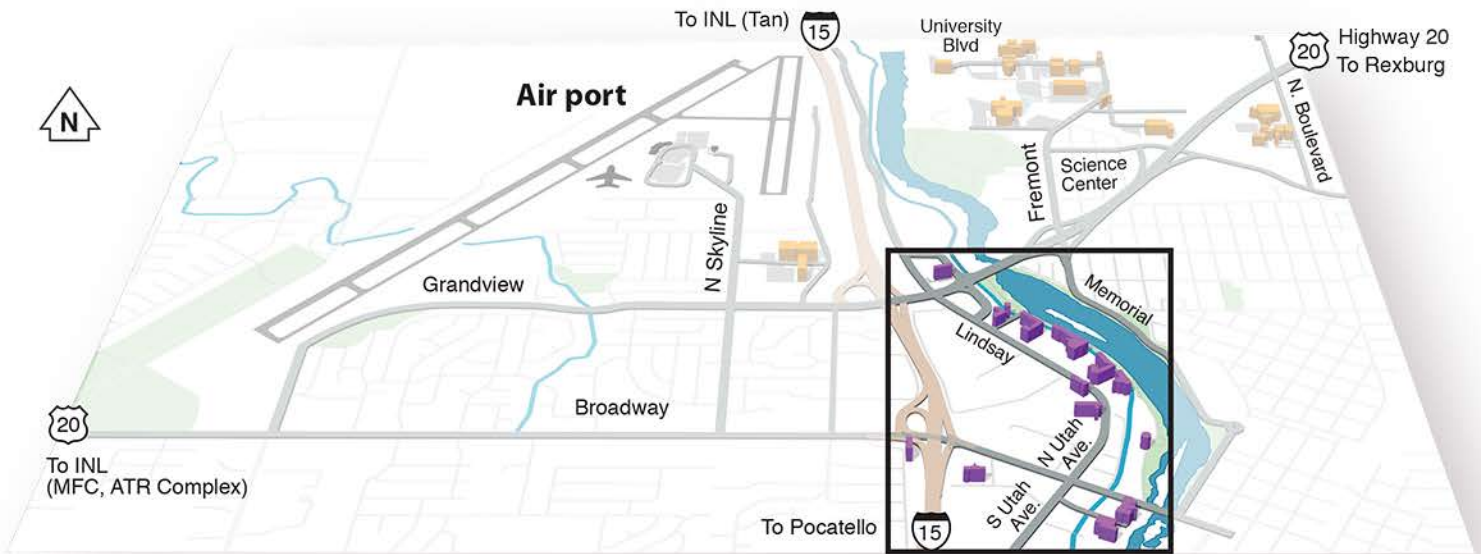 To INL (Tan)
15
University
Blvd
20
Highway 20
To Rexburg
N
Air port
N. Boulevard
Fremont
Science
Center
N Skyline
Grandview
Memorial
Lindsay
Broadway
20
To INL
(MFC, ATR Complex)
N Utah
Ave.
S Utah
Ave.
To Pocatello
15